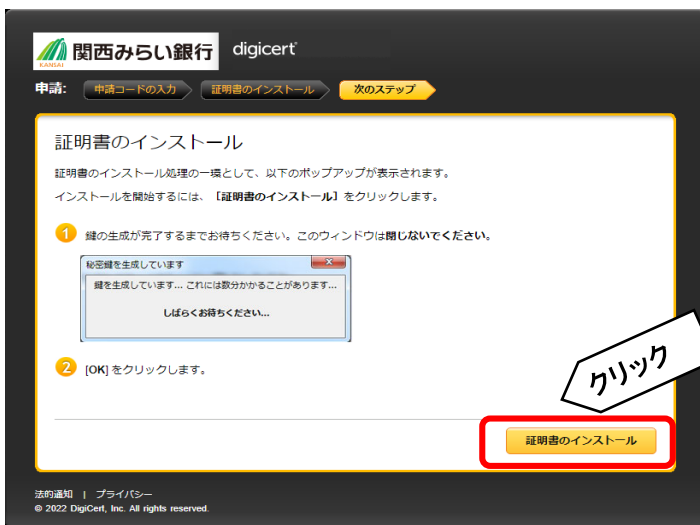 関西みらい銀行 digicert
KANSAI
申請: 申請コードの入力 証明書のインストール 次のステップ
証明書のインストール
証明書のインストール処理の一環として、以下のポップアップが表示されます。
インストールを開始するには、［証明書のインストール］をクリックします。
1 鍵の生成が完了するまでお待ちください。このウィンドウは閉じないでください。
秘密鍵を生成しています
鍵を生成しています... これには数分かかることがあります...
しばらくお待ちください...
2 [OK] をクリックします。
クリック
証明書のインストール
法的通知 | プライバシー
© 2022 DigiCert, Inc. All rights reserved.